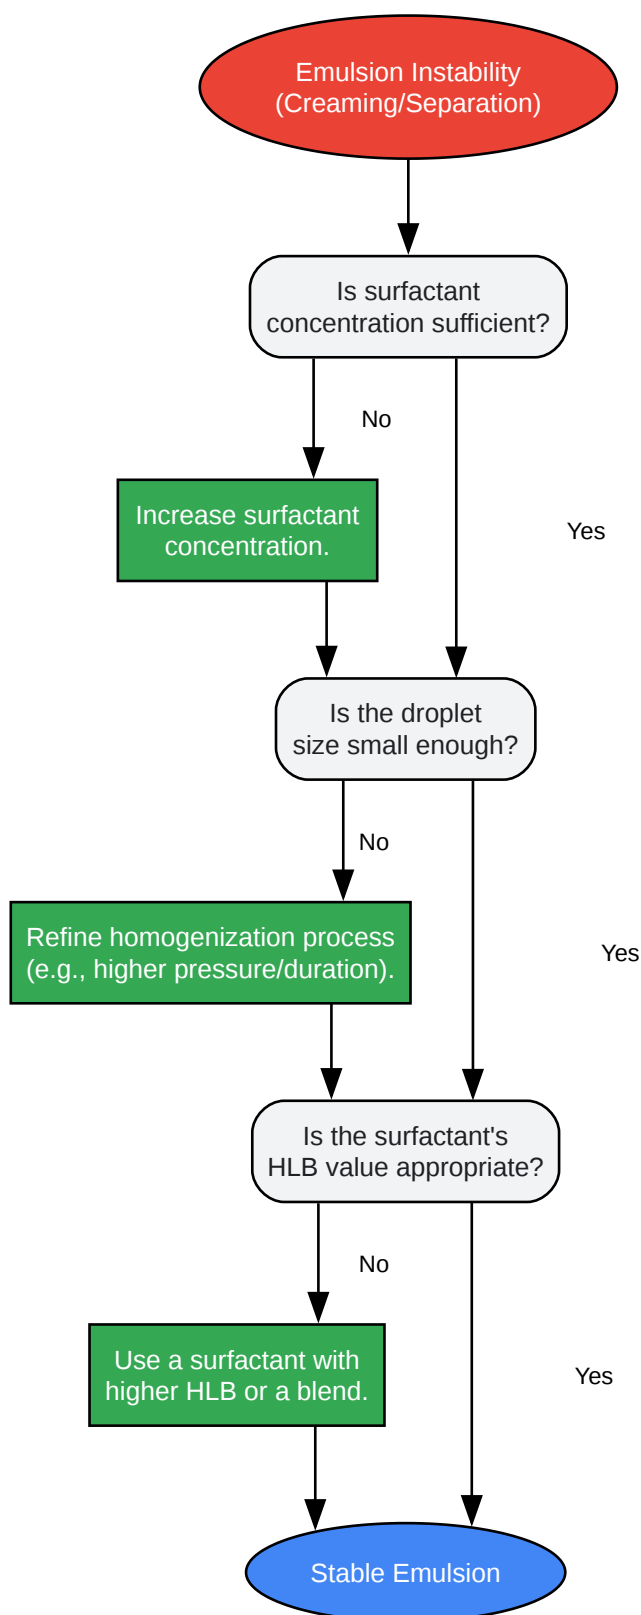 Emulsion Instability
(Creaming/Separation)
Is surfactant
concentration sufficient?
No
Increase surfactant
concentration.
Yes
Is the droplet
size small enough?
No
Refine homogenization process
(e.g., higher pressure/duration).
Yes
Is the surfactant's
HLB value appropriate?
No
Use a surfactant with
higher HLB or a blend.
Yes
Stable Emulsion